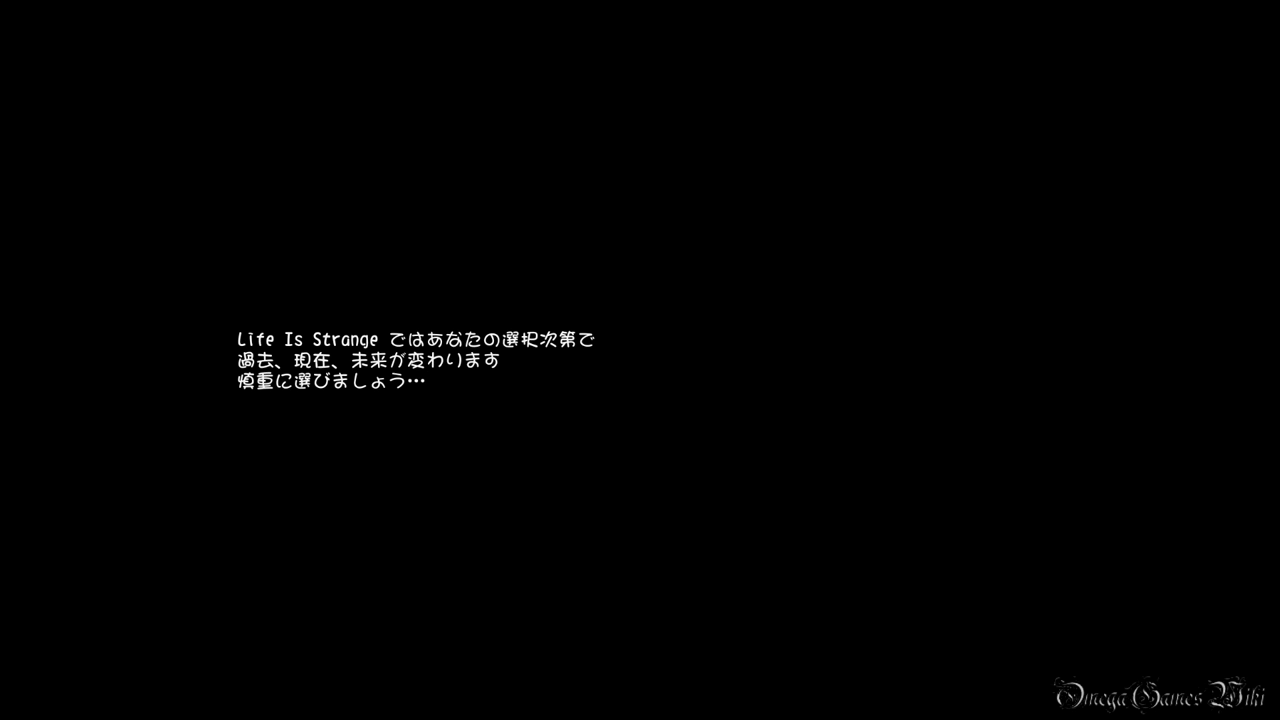 Life Is Strange ではあなたの選択次第で
過去、現在、未来が変わります
慎重に選びましょう…
Omega Games Wiki